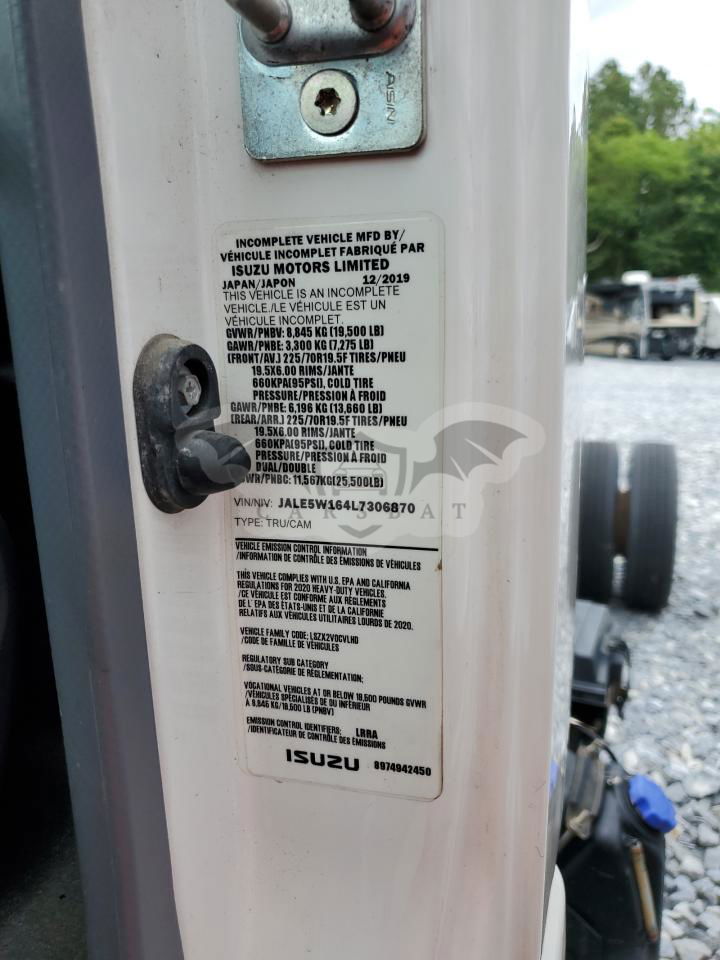 AISIN
INCOMPLETE VEHICLE MFD BY/
VÉHICULE INCOMPLET FABRIQUÉ PAR
ISUZU MOTORS LIMITED
JAPAN/JAPON 12/2019
THIS VEHICLE IS AN INCOMPLETE
VEHICLE./LE VÉHICULE EST UN
VÉHICULE INCOMPLET.
GVWR/PNBV: 8,845 KG (19,500 LB)
GAWR/PNBE: 3,300 KG (7,275 LB)
(FRONT/AV.) 225/70R19.5F TIRES/PNEU
19.5X6.00 RIMS/JANTE
660KPA(95PSI), COLD TIRE
PRESSURE/PRESSION À FROID
GAWR/PNBE: 6,196 KG (13,660 LB)
(REAR/ARR.) 225/70R19.5F TIRES/PNEU
19.5X6.00 RIMS/JANTE
660KPA(95PSI), COLD TIRE
PRESSURE/PRESSION À FROID
DUAL/DOUBLE
WR/PNBC: 11,567KG(25,500LB)
VIN/NIV: JALE5W164L7306870
CARSBAT
TYPE: TRU/CAM
VEHICLE EMISSION CONTROL INFORMATION
/INFORMATION DE CONTRÔLE DES ÉMISSIONS DE VÉHICULES
THIS VEHICLE COMPLIES WITH U.S. EPA AND CALIFORNIA
REGULATIONS FOR 2020 HEAVY-DUTY VEHICLES.
/CE VÉHICULE EST CONFORME AUX RÈGLEMENTS
DE L'EPA DES ÉTATS-UNIS ET DE LA CALIFORNIE
RELATIFS AUX VÉHICULES UTILITAIRES LOURDS DE 2020.
VEHICLE FAMILY CODE: LSZX2VOCVLHD
/CODE DE FAMILLE DE VÉHICULES
REGULATORY SUB CATEGORY
/SOUS-CATÉGORIE DE RÉGLEMENTATION:
VOCATIONAL VEHICLES AT OR BELOW 19,500 POUNDS GVWR
/VÉHICULES SPÉCIALISÉS DE OU INFÉRIEUR
À 8,845 KG/19,500 LB (PNBV)
EMISSION CONTROL IDENTIFIERS: LRRA
/IDENTIFICATEUR DE CONTRÔLE DES ÉMISSIONS
ISUZU 8974942450